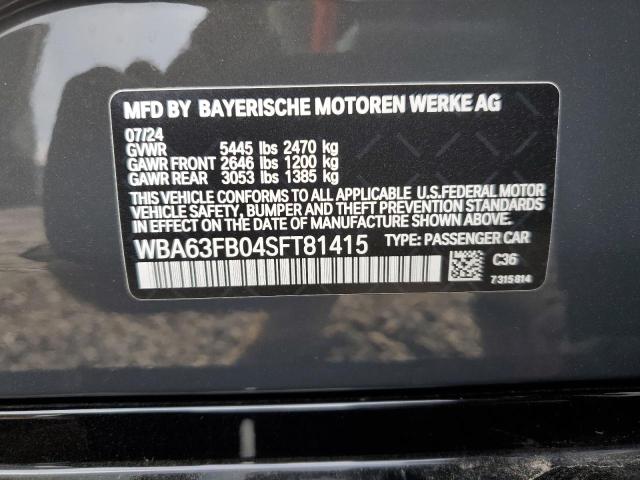 MFD BY BAYERISCHE MOTOREN WERKE AG
07/24
GVWR 5445 lbs 2470 kg
GAWR FRONT 2646 lbs 1200 kg
GAWR REAR 3053 lbs 1385 kg
THIS VEHICLE CONFORMS TO ALL APPLICABLE U.S.FEDERAL MOTOR
VEHICLE SAFETY, BUMPER AND THEFT PREVENTION STANDARDS
IN EFFECT ON THE DATE OF MANUFACTURE SHOWN ABOVE.
WBA63FB04SFT81415 TYPE: PASSENGER CAR
C36
7315814